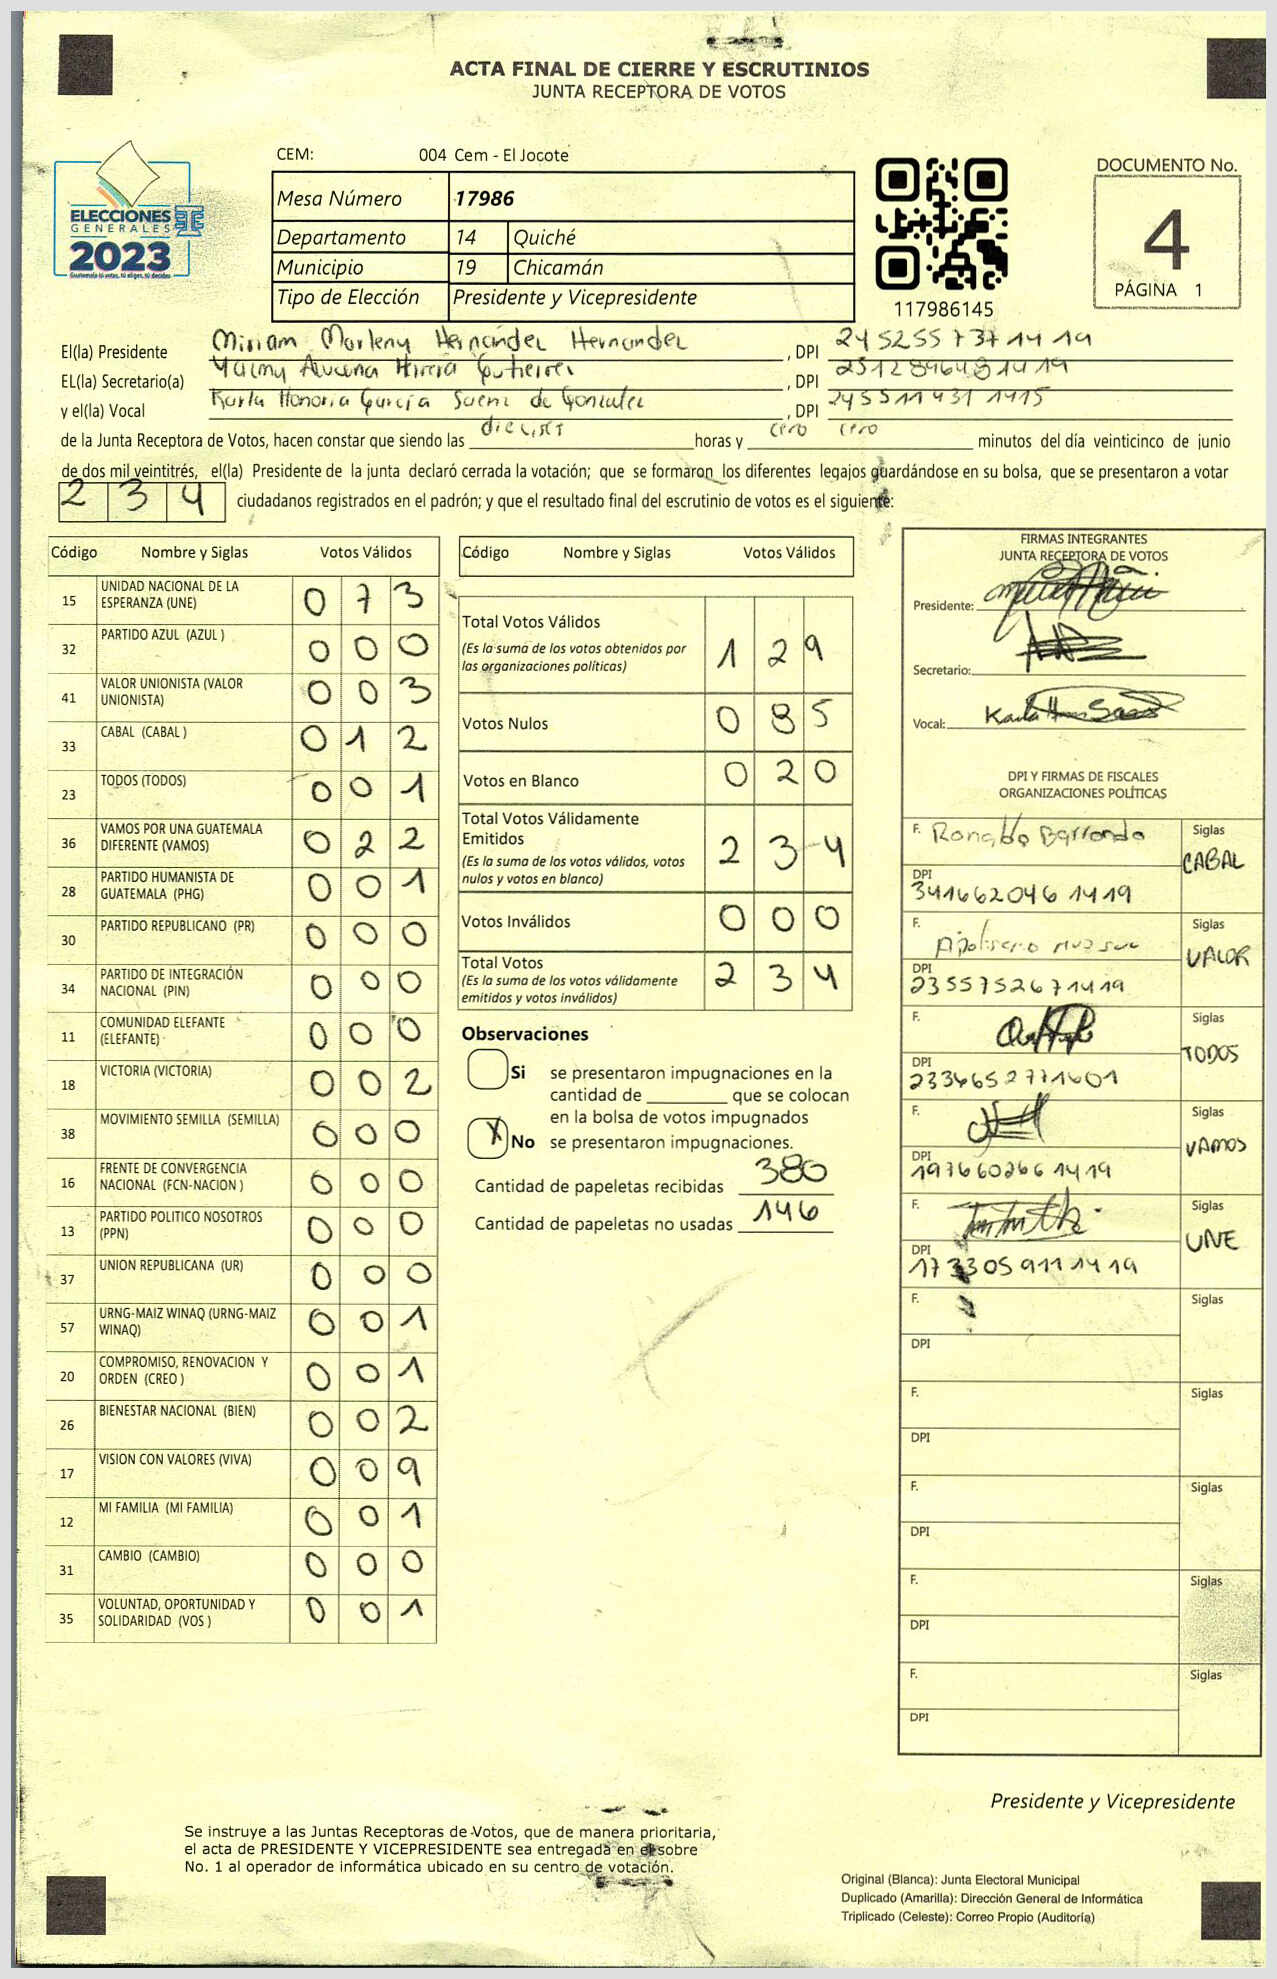 ACTA FINAL DE CIERRE Y ESCRUTINIOS
JUNTA RECEPTORA DE VOTOS
ELECCIONES
GENERALES
2023
Guatemala tú votas, tú eliges, tú decides
CEM: 004 Cem - El Jocote
Mesa Número 17986
Departamento 14 Quiché
Municipio 19 Chicamán
Tipo de Elección Presidente y Vicepresidente
117986145
DOCUMENTO No.
4
PÁGINA 1
El(la) Presidente Miriam Marleny Hernández Hernandez , DPI 2452557371419
EL(la) Secretario(a) Yulmy Gutierrez , DPI 2512896481419
y el(la) Vocal Karla Honoria García Saenz de Gonzalez , DPI 2455114311415
de la Junta Receptora de Votos, hacen constar que siendo las horas y cero cero minutos del día veinticinco de junio
de dos mil veintitrés, el(la) Presidente de la junta declaró cerrada la votación; que se formaron los diferentes legajos guardándose en su bolsa, que se presentaron a votar
234 ciudadanos registrados en el padrón; y que el resultado final del escrutinio de votos es el siguiente:
Código Nombre y Siglas Votos Válidos
15 UNIDAD NACIONAL DE LA ESPERANZA (UNE) 0 7 3
32 PARTIDO AZUL (AZUL ) 0 0 0
41 VALOR UNIONISTA (VALOR UNIONISTA) 0 0 3
33 CABAL (CABAL ) 0 1 2
23 TODOS (TODOS) 0 0 1
36 VAMOS POR UNA GUATEMALA DIFERENTE (VAMOS) 0 2 2
28 PARTIDO HUMANISTA DE GUATEMALA (PHG) 0 0 1
30 PARTIDO REPUBLICANO (PR) 0 0 0
34 PARTIDO DE INTEGRACIÓN NACIONAL (PIN) 0 0 0
11 COMUNIDAD ELEFANTE (ELEFANTE) 0 0 0
18 VICTORIA (VICTORIA) 0 0 2
38 MOVIMIENTO SEMILLA (SEMILLA) 0 0 0
16 FRENTE DE CONVERGENCIA NACIONAL (FCN-NACION ) 0 0 0
13 PARTIDO POLITICO NOSOTROS (PPN) 0 0 0
37 UNION REPUBLICANA (UR) 0 0 0
57 URNG-MAIZ WINAQ (URNG-MAIZ WINAQ) 0 0 1
20 COMPROMISO, RENOVACION Y ORDEN (CREO ) 0 0 1
26 BIENESTAR NACIONAL (BIEN) 0 0 2
17 VISION CON VALORES (VIVA) 0 0 9
12 MI FAMILIA (MI FAMILIA) 0 0 1
31 CAMBIO (CAMBIO) 0 0 0
35 VOLUNTAD, OPORTUNIDAD Y SOLIDARIDAD (VOS ) 0 0 1
Código Nombre y Siglas Votos Válidos
Total Votos Válidos 1 2 9
(Es la suma de los votos obtenidos por
las organizaciones políticas)
Votos Nulos 0 8 5
Votos en Blanco 0 2 0
Total Votos Válidamente
Emitidos 2 3 4
(Es la suma de los votos válidos, votos
nulos y votos en blanco)
Votos Inválidos 0 0 0
Total Votos 2 3 4
(Es la suma de los votos válidamente
emitidos y votos inválidos)
Observaciones
Si se presentaron impugnaciones en la
cantidad de ________ que se colocan
en la bolsa de votos impugnados
X No se presentaron impugnaciones.
Cantidad de papeletas recibidas 380
Cantidad de papeletas no usadas 146
FIRMAS INTEGRANTES
JUNTA RECEPTORA DE VOTOS
Presidente:
Secretario:
Vocal: Karla
DPI Y FIRMAS DE FISCALES
ORGANIZACIONES POLÍTICAS
F. Ronaldo Barrondo Siglas CABAL
DPI 3416620461419
F. Siglas VALOR
DPI 2355752671419
F. Siglas TODOS
DPI 2334652771601
F. Siglas VAMOS
DPI 1976602661419
F. Siglas UNE
DPI 1733059111419
F. Siglas
DPI
F. Siglas
DPI
F. Siglas
DPI
F. Siglas
DPI
F. Siglas
DPI
Presidente y Vicepresidente
Se instruye a las Juntas Receptoras de Votos, que de manera prioritaria,
el acta de PRESIDENTE Y VICEPRESIDENTE sea entregada en el sobre
No. 1 al operador de informática ubicado en su centro de votación.
Original (Blanca): Junta Electoral Municipal
Duplicado (Amarilla): Dirección General de Informática
Triplicado (Celeste): Correo Propio (Auditoría)